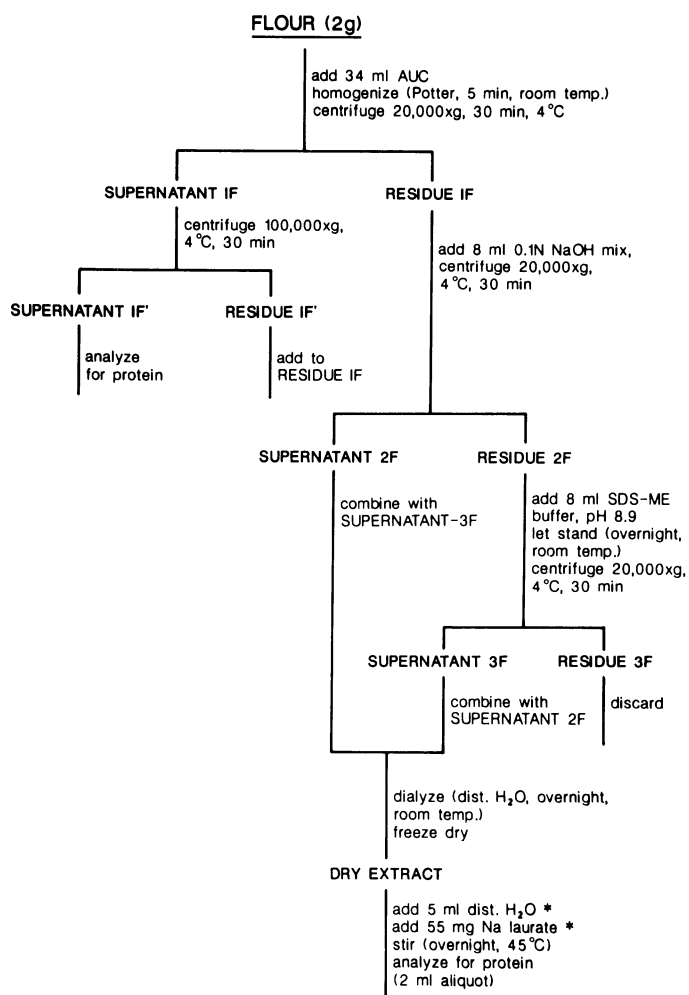 FLOUR (2g)
add 34 ml AUC
homogenize (Potter, 5 min, room temp.)
centrifuge 20,000xg, 30 min, 4°C
SUPERNATANT IF
RESIDUE IF
centrifuge 100,000xg,
4°C, 30 min
add 8 ml 0.1N NaOH mix,
centrifuge 20,000xg,
4°C, 30 min
SUPERNATANT IF'
RESIDUE IF'
analyze
for protein
add to
RESIDUE IF
SUPERNATANT 2F
RESIDUE 2F
combine with
SUPERNATANT-3F
add 8 ml SDS-ME
buffer, pH 8.9
let stand (overnight,
room temp.)
centrifuge 20,000xg,
4°C, 30 min
SUPERNATANT 3F
RESIDUE 3F
combine with
SUPERNATANT 2F
discard
dialyze (dist. H₂O, overnight,
room temp.)
freeze dry
DRY EXTRACT
add 5 ml dist. H₂O *
add 55 mg Na laurate *
stir (overnight, 45°C)
analyze for protein
(2 ml aliquot)